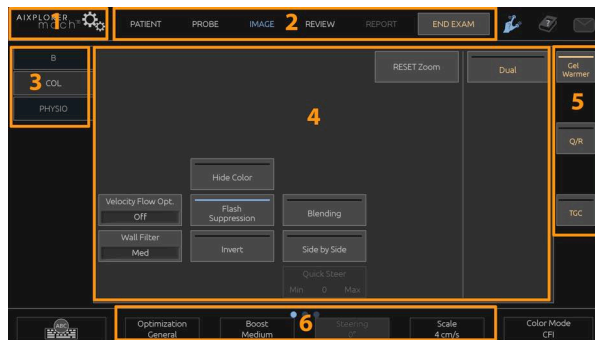 AIXPLORER
mach
1
PATIENT
PROBE
IMAGE
2
REVIEW
REPORT
END EXAM
B
3
COL
PHYSIO
4
RESET Zoom
Dual
Gel
Warmer
5
Q/R
TGC
Hide Color
Velocity Flow Opt.
Off
Flash
Suppression
Blending
Wall Filter
Med
Invert
Side by Side
Quick Steer
Min 0 Max
ABC
Optimization
General
Boost
Medium
6
Steering
0°
Scale
4 cm/s
Color Mode
CFI